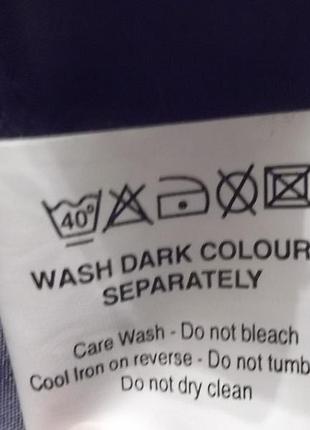 40°
WASH DARK COLOUR
SEPARATELY
Care Wash - Do not bleach
Cool Iron on reverse - Do not tumb
Do not dry clean